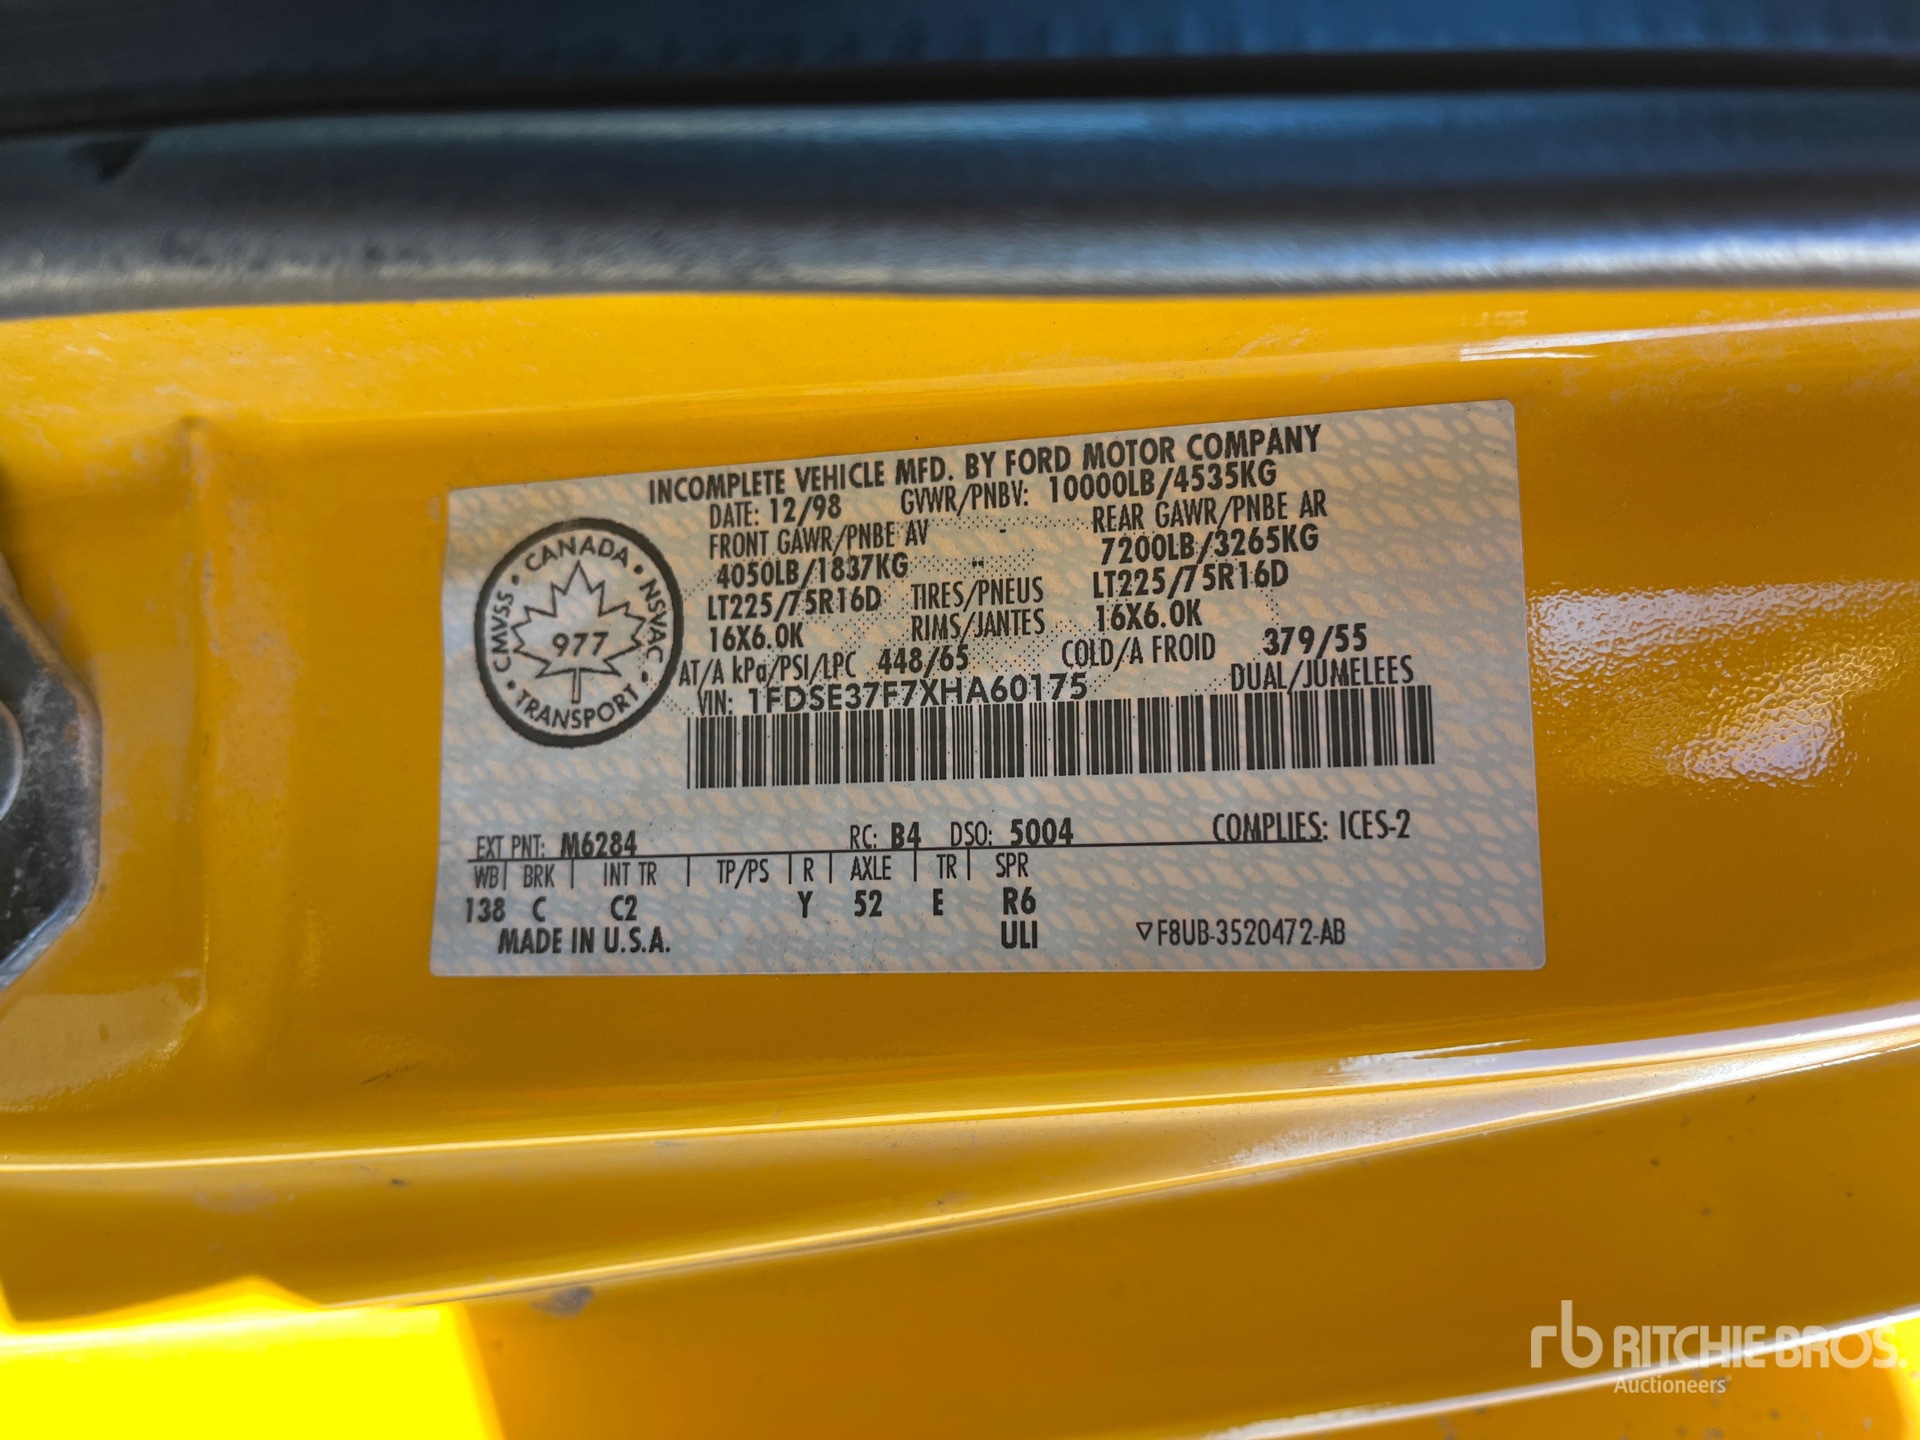 INCOMPLETE VEHICLE MFD. BY FORD MOTOR COMPANY
DATE: 12/98 GVWR/PNBV: 10000LB/4535KG
FRONT GAWR/PNBE AV REAR GAWR/PNBE AR
4050LB/1837KG 7200LB/3265KG
LT225/75R16D TIRES/PNEUS LT225/75R16D
16X6.0K RIMS/JANTES 16X6.0K
AT/A kPa/PSI/LPC 448/65 COLD/A FROID 379/55
VIN: 1FDSE37F7XHA60175 DUAL/JUMELEES
CANADA • NSVAC • TRANSPORT • CMVSS •
977
EXT PNT: M6284 RC: B4 DSO: 5004 COMPLIES: ICES-2
WB | BRK | INT TR | TP/PS | R | AXLE | TR | SPR
138 C C2 Y 52 E R6
MADE IN U.S.A. ULI ▽F8UB-3520472-AB
rb RITCHIE BROS.
Auctioneers